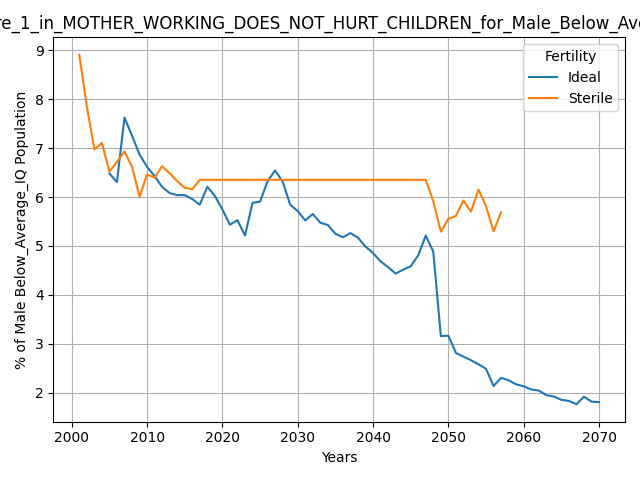 re_1_in_MOTHER_WORKING_DOES_NOT_HURT_CHILDREN_for_Male_Below_Ave
Fertility
Ideal
Sterile
% of Male Below_Average_IQ Population
9
8
7
6
5
4
3
2
2000 2010 2020 2030 2040 2050 2060 2070
Years